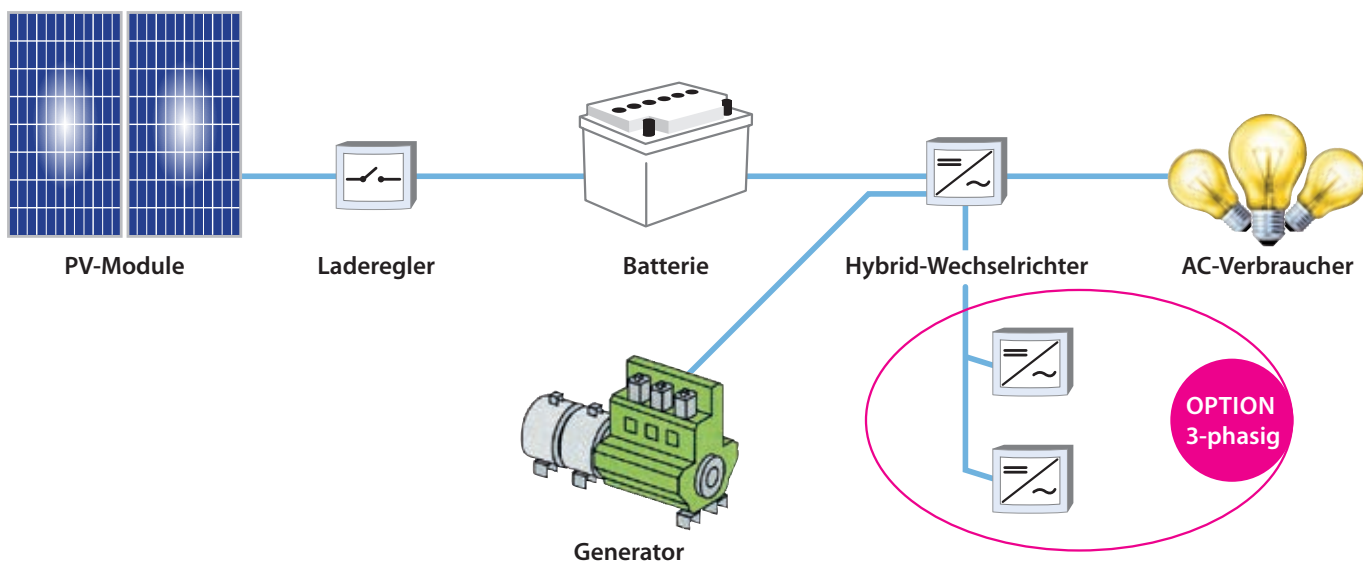 PV-Module
Laderegler
Batterie
Hybrid-Wechselrichter
AC-Verbraucher
OPTION
3-phasig
Generator